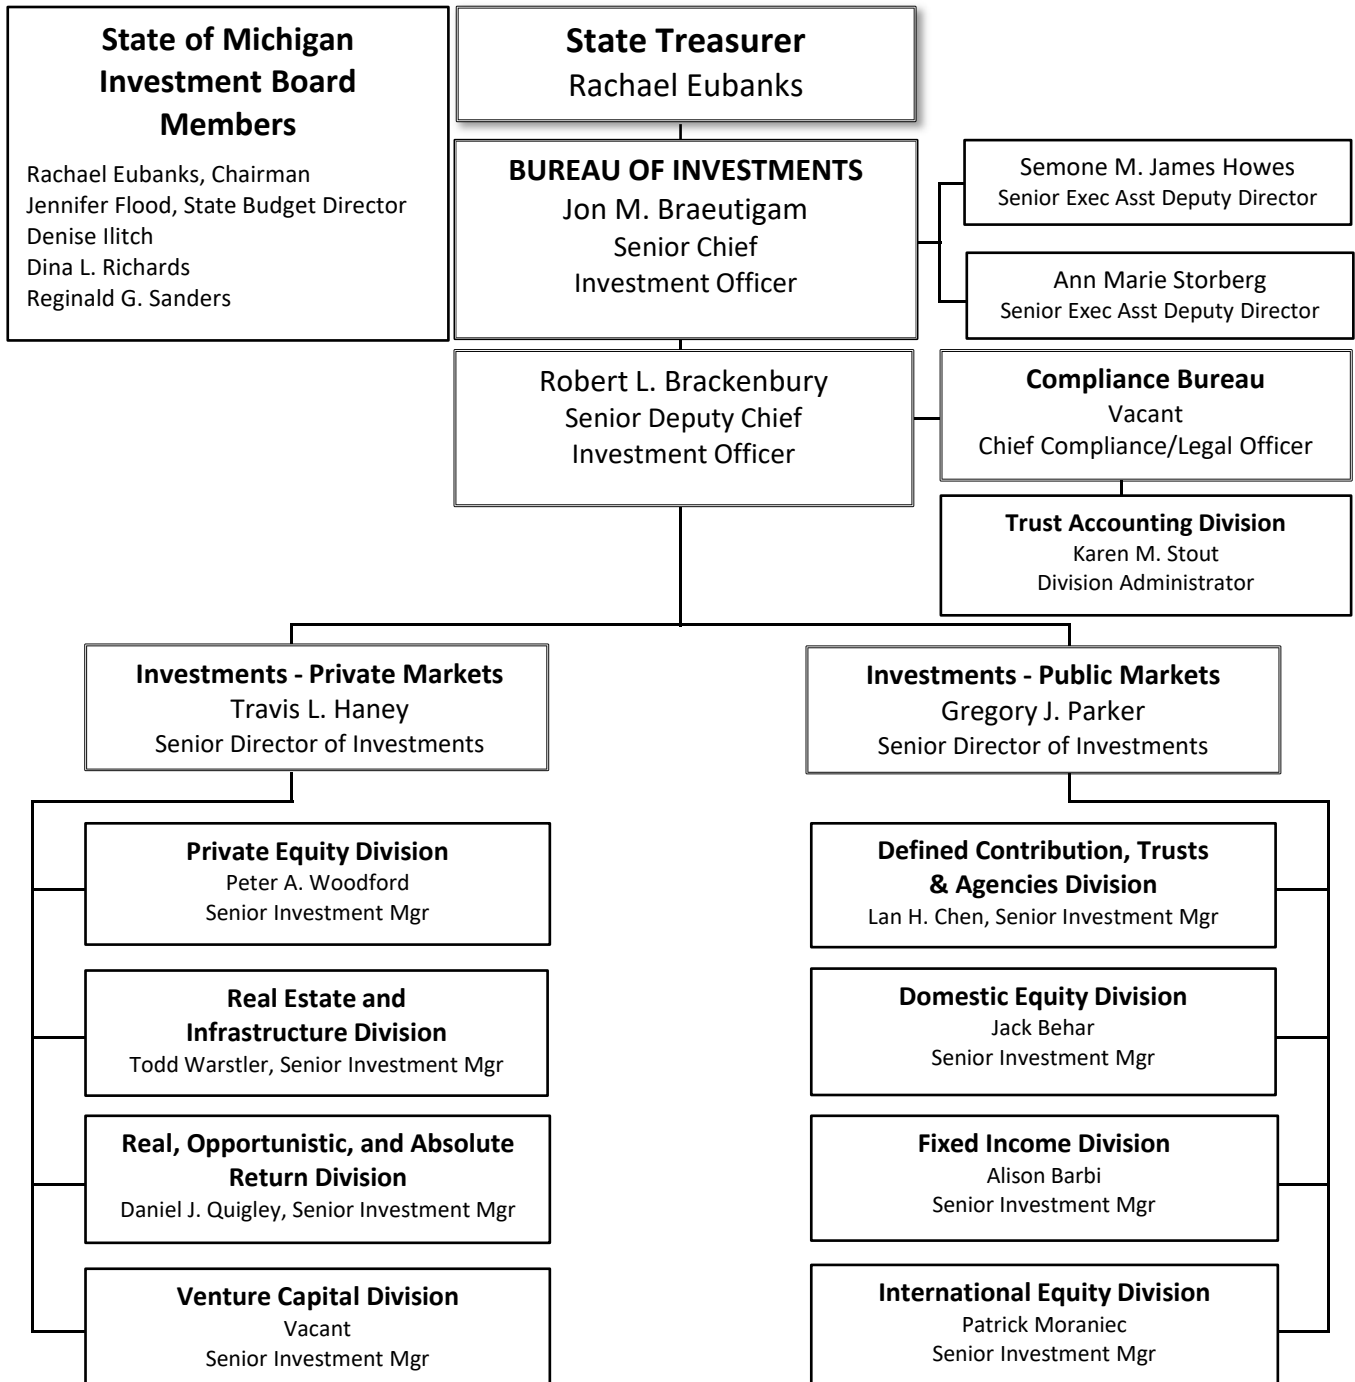 State of Michigan
Investment Board
Members
Rachael Eubanks, Chairman
Jennifer Flood, State Budget Director
Denise Ilitch
Dina L. Richards
Reginald G. Sanders
State Treasurer
Rachael Eubanks
BUREAU OF INVESTMENTS
Jon M. Braeutigam
Senior Chief
Investment Officer
Semone M. James Howes
Senior Exec Asst Deputy Director
Ann Marie Storberg
Senior Exec Asst Deputy Director
Robert L. Brackenbury
Senior Deputy Chief
Investment Officer
Compliance Bureau
Vacant
Chief Compliance/Legal Officer
Trust Accounting Division
Karen M. Stout
Division Administrator
Investments - Private Markets
Travis L. Haney
Senior Director of Investments
Investments - Public Markets
Gregory J. Parker
Senior Director of Investments
Private Equity Division
Peter A. Woodford
Senior Investment Mgr
Real Estate and
Infrastructure Division
Todd Warstler, Senior Investment Mgr
Real, Opportunistic, and Absolute
Return Division
Daniel J. Quigley, Senior Investment Mgr
Venture Capital Division
Vacant
Senior Investment Mgr
Defined Contribution, Trusts
& Agencies Division
Lan H. Chen, Senior Investment Mgr
Domestic Equity Division
Jack Behar
Senior Investment Mgr
Fixed Income Division
Alison Barbi
Senior Investment Mgr
International Equity Division
Patrick Moraniec
Senior Investment Mgr